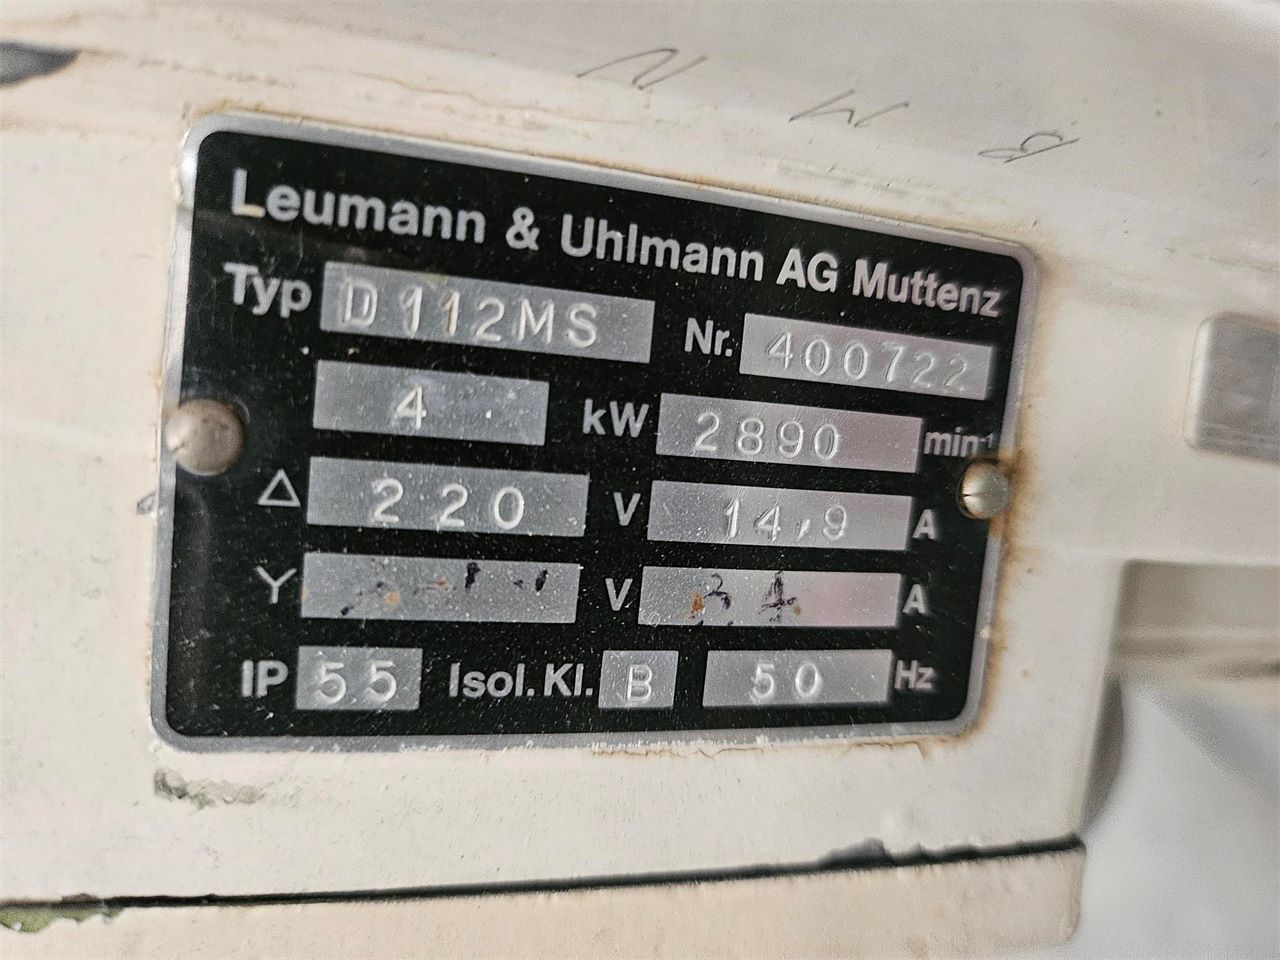 Leumann & Uhlmann AG Muttenz
Typ D112MS Nr. 400722
4 kW 2890 min-1
△ 220 V 14,9 A
Y V A
IP 55 Isol. Kl. B 50 Hz